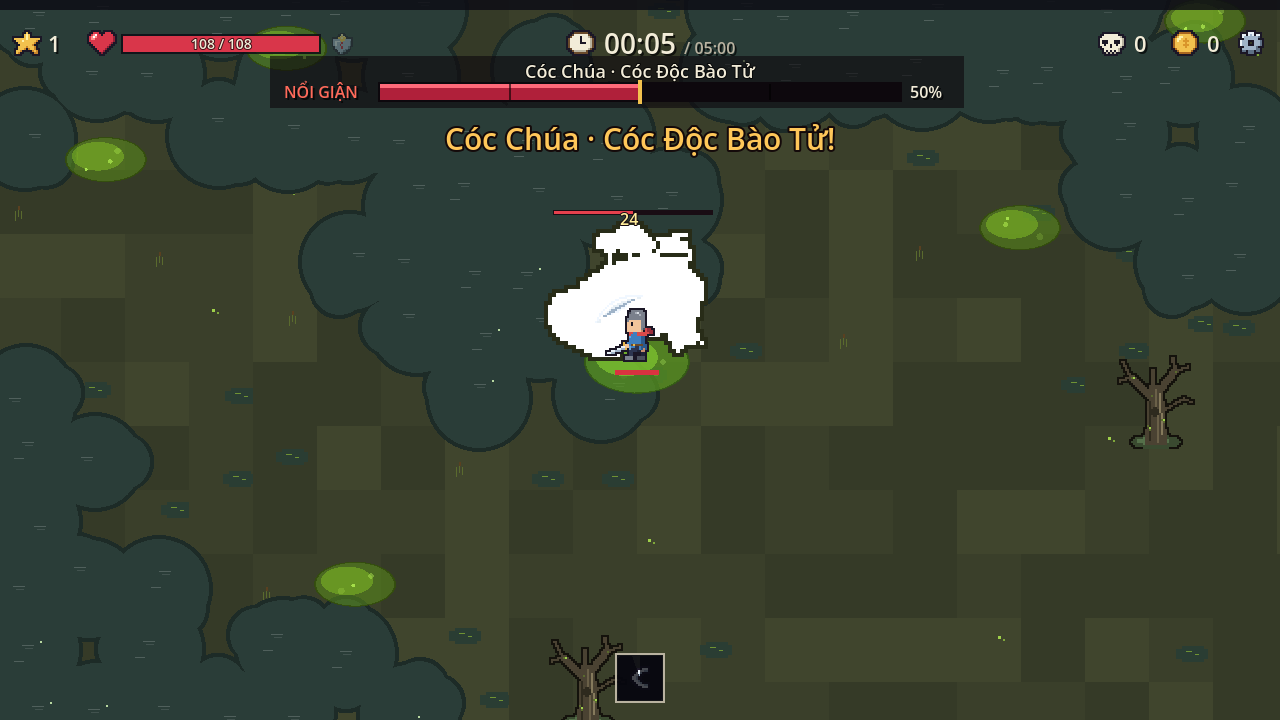 1
108 / 108
00:05 / 05:00
0
0
Cóc Chúa · Cóc Độc Bào Tử
NỔI GIẬN
50%
Cóc Chúa · Cóc Độc Bào Tử!
24